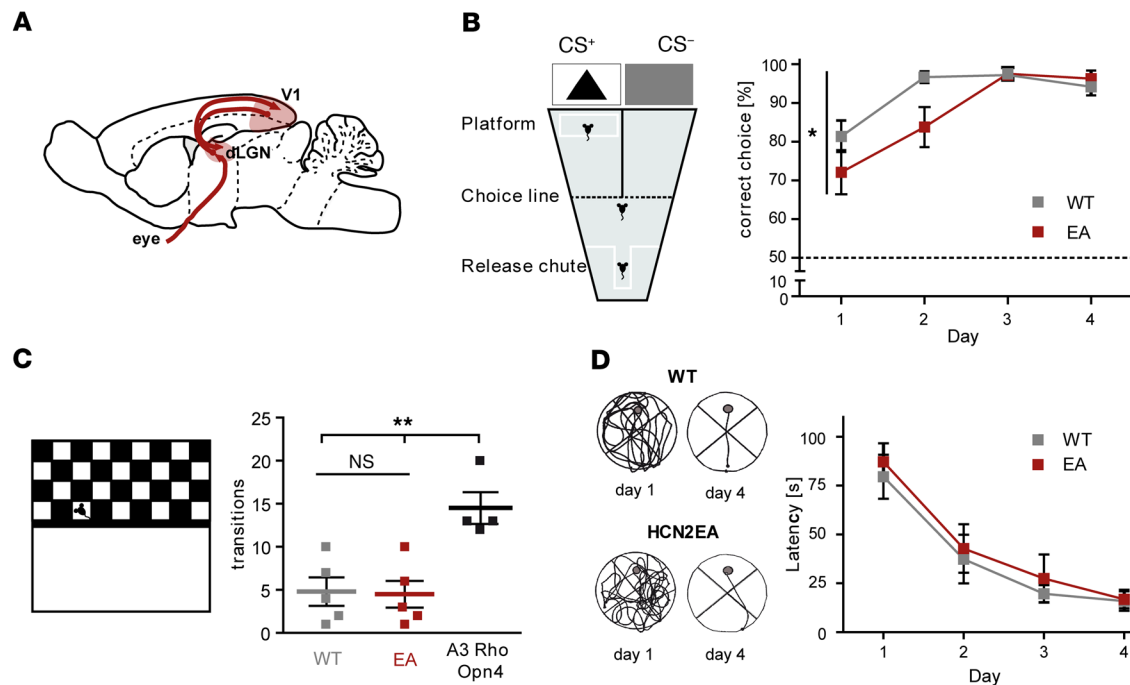 A
V1
dLGN
eye
B
CS+
CS–
Platform
Choice line
Release chute
correct choice [%]
100
90
80
70
60
50
10
0
*
WT
EA
1
2
3
4
Day
C
transitions
25
20
15
10
5
0
**
NS
WT
EA
A3 Rho
Opn4
D
WT
day 1
day 4
HCN2EA
day 1
day 4
Latency [s]
100
75
50
25
0
WT
EA
1
2
3
4
Day